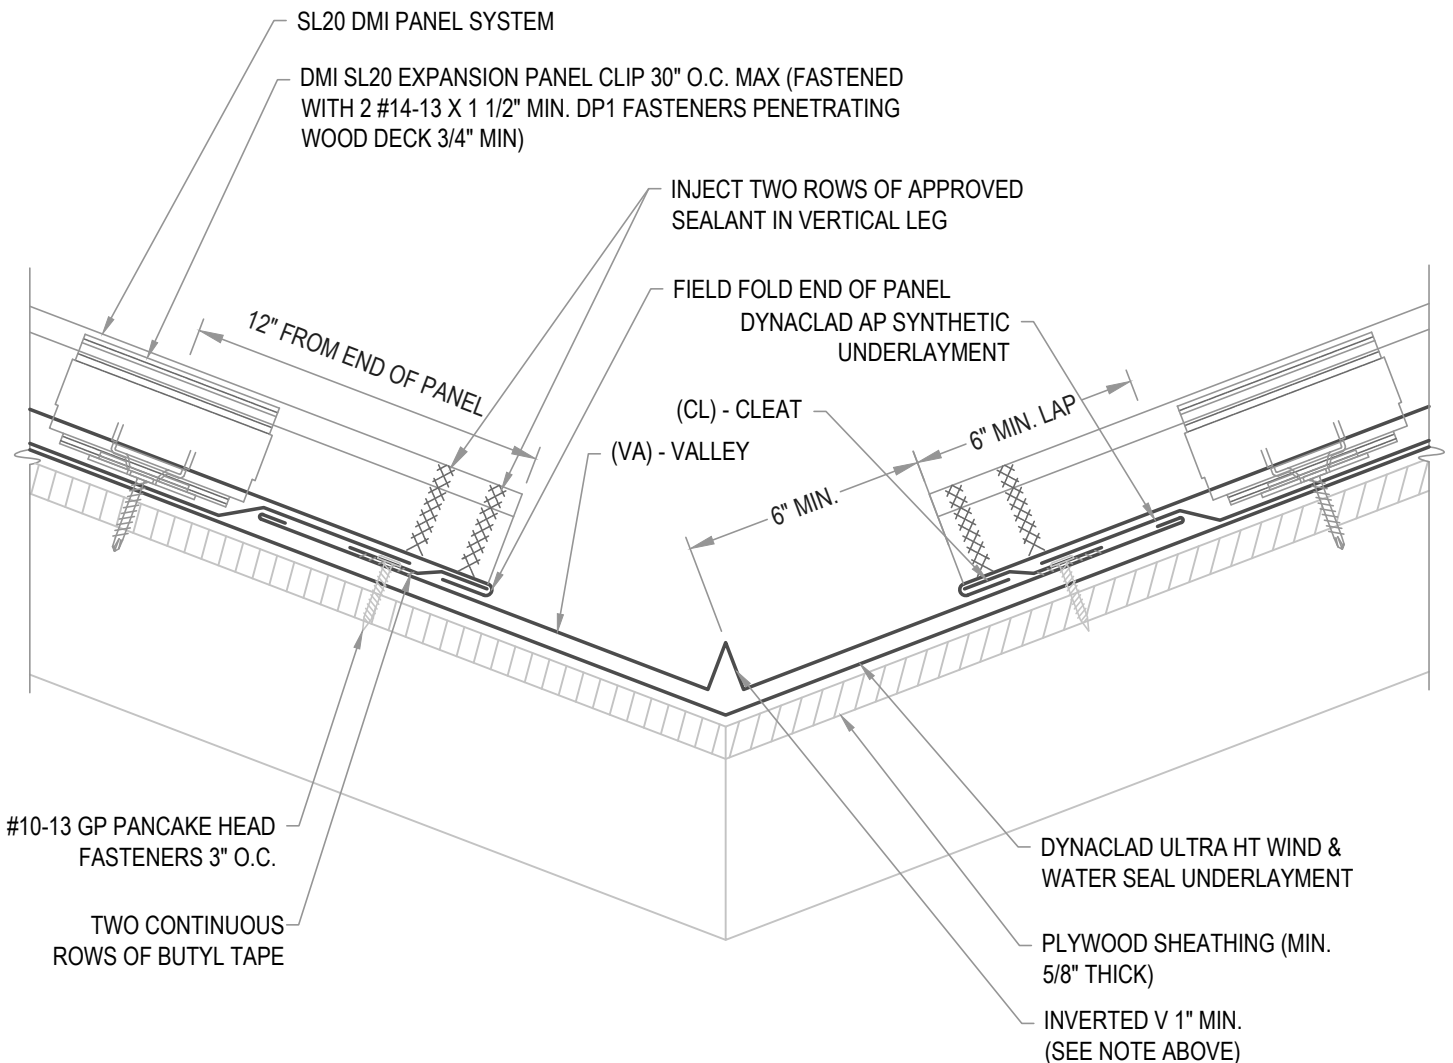 SL20 DMI PANEL SYSTEM
DMI SL20 EXPANSION PANEL CLIP 30" O.C. MAX (FASTENED
WITH 2 #14-13 X 1 1/2" MIN. DP1 FASTENERS PENETRATING
WOOD DECK 3/4" MIN)
INJECT TWO ROWS OF APPROVED
SEALANT IN VERTICAL LEG
FIELD FOLD END OF PANEL
DYNACLAD AP SYNTHETIC
UNDERLAYMENT
12" FROM END OF PANEL
(CL) - CLEAT
6" MIN. LAP
(VA) - VALLEY
6" MIN.
#10-13 GP PANCAKE HEAD
FASTENERS 3" O.C.
TWO CONTINUOUS
ROWS OF BUTYL TAPE
DYNACLAD ULTRA HT WIND &
WATER SEAL UNDERLAYMENT
PLYWOOD SHEATHING (MIN.
5/8" THICK)
INVERTED V 1" MIN.
(SEE NOTE ABOVE)